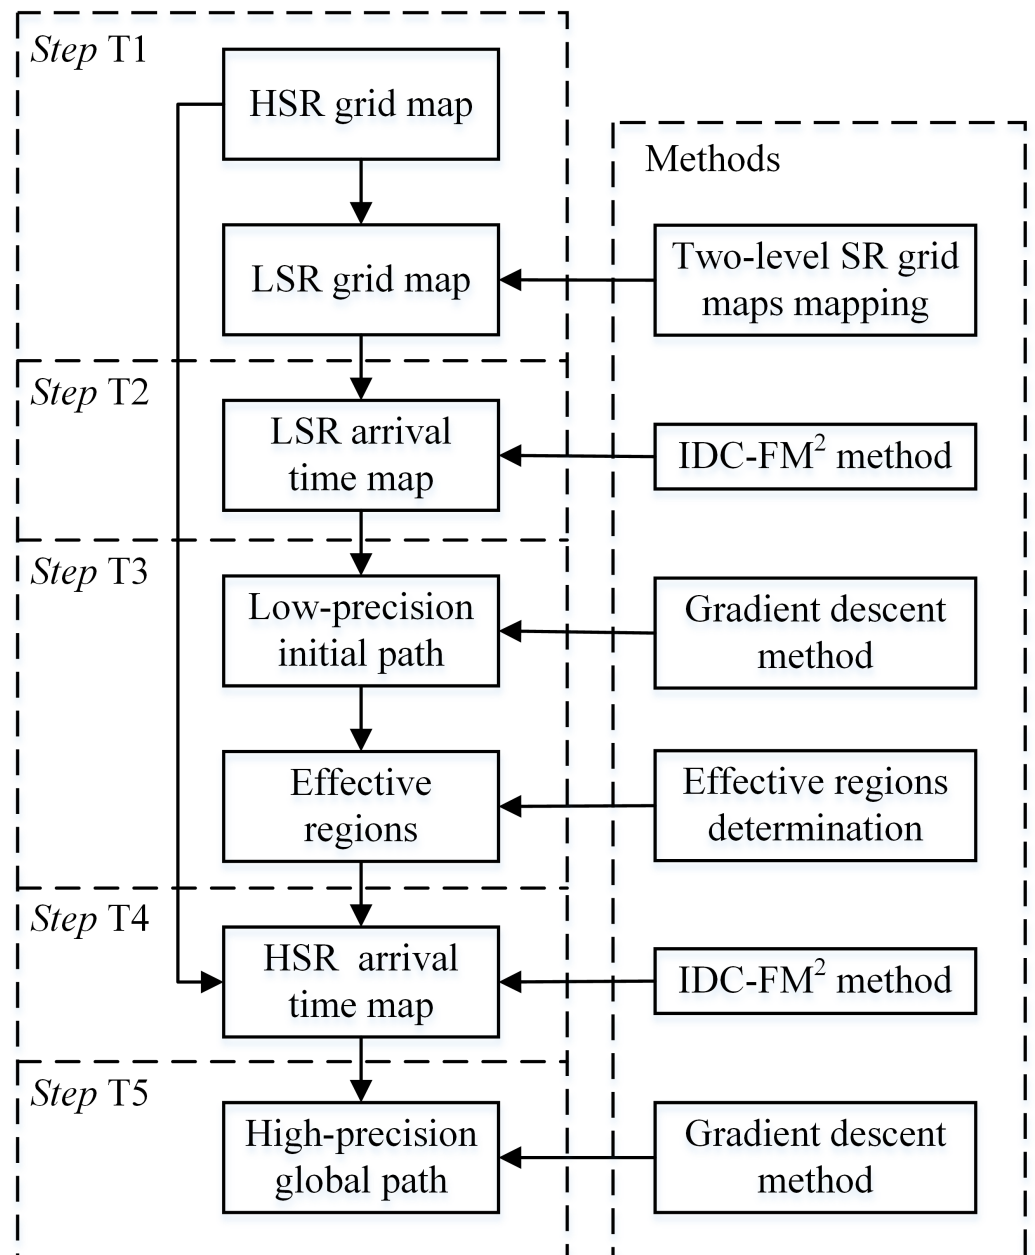 Step T1
HSR grid map
LSR grid map
Step T2
LSR arrival
time map
Step T3
Low-precision
initial path
Effective
regions
Step T4
HSR  arrival
time map
Step T5
High-precision
global path
Methods
Two-level SR grid
maps mapping
IDC-FM² method
Gradient descent
method
Effective regions
determination
IDC-FM² method
Gradient descent
method